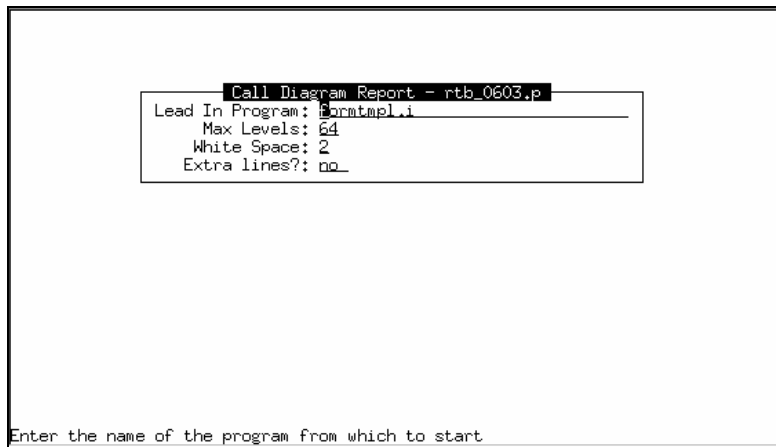 Call Diagram Report - rtb_0603.p
Lead In Program: formtmpl.i
Max Levels: 64
White Space: 2
Extra lines?: no
Enter the name of the program from which to start